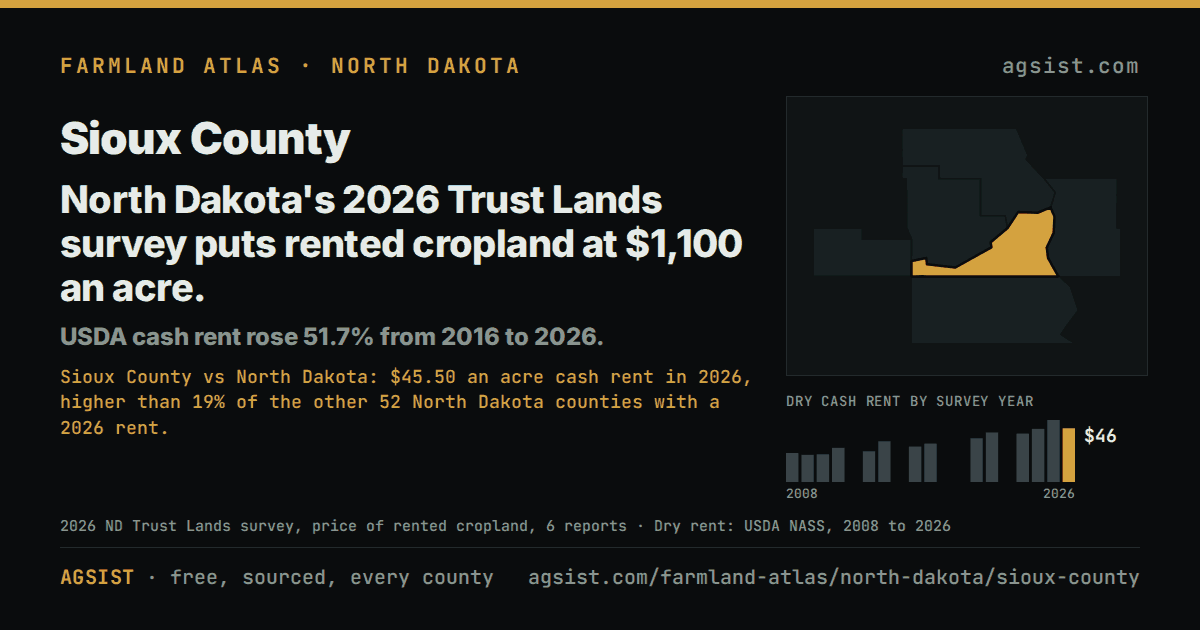 FARMLAND ATLAS · NORTH DAKOTA
agsist.com
Sioux County
North Dakota's 2026 Trust Lands
survey puts rented cropland at $1,100
an acre.
USDA cash rent rose 51.7% from 2016 to 2026.
Sioux County vs North Dakota: $45.50 an acre cash rent in 2026,
higher than 19% of the other 52 North Dakota counties with a
2026 rent.
DRY CASH RENT BY SURVEY YEAR
$46
2008
2026
2026 ND Trust Lands survey, price of rented cropland, 6 reports · Dry rent: USDA NASS, 2008 to 2026
AGSIST · free, sourced, every county
agsist.com/farmland-atlas/north-dakota/sioux-county